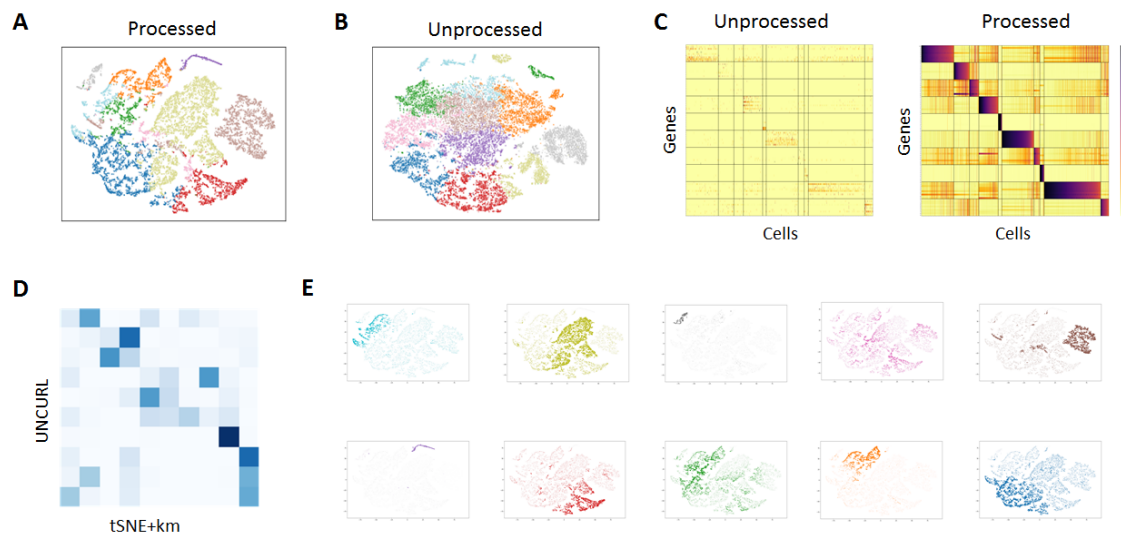 A
Processed
B
Unprocessed
C
Unprocessed
Processed
Genes
Cells
Genes
Cells
D
UNCURL
tSNE+km
E